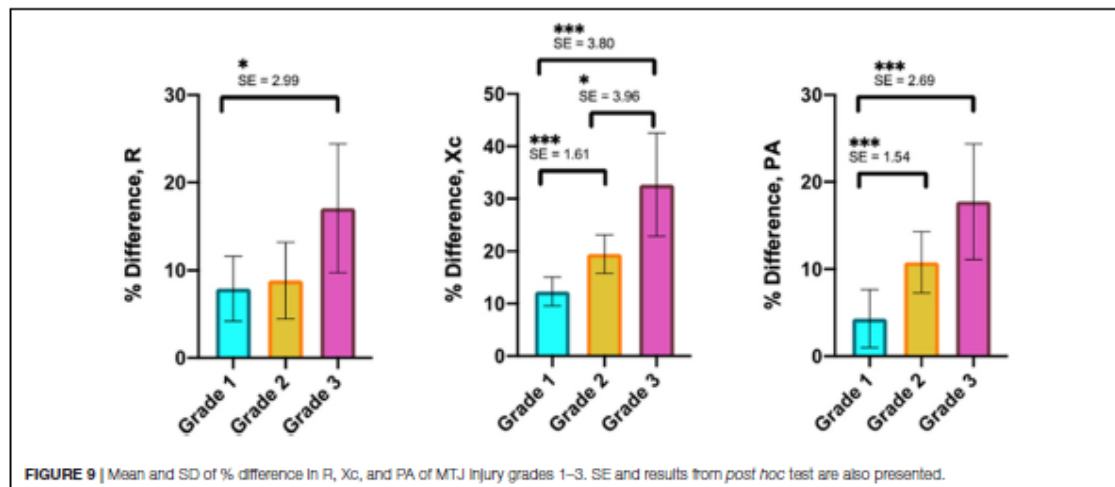 *
SE = 2.99
30
20
10
0
% Difference, R
Grade 1
Grade 2
Grade 3
***
SE = 3.80
*
SE = 3.96
***
SE = 1.61
50
40
30
20
10
0
% Difference, Xc
Grade 1
Grade 2
Grade 3
***
SE = 2.69
***
SE = 1.54
30
20
10
0
% Difference, PA
Grade 1
Grade 2
Grade 3
FIGURE 9 | Mean and SD of % difference in R, Xc, and PA of MTJ injury grades 1–3. SE and results from post hoc test are also presented.